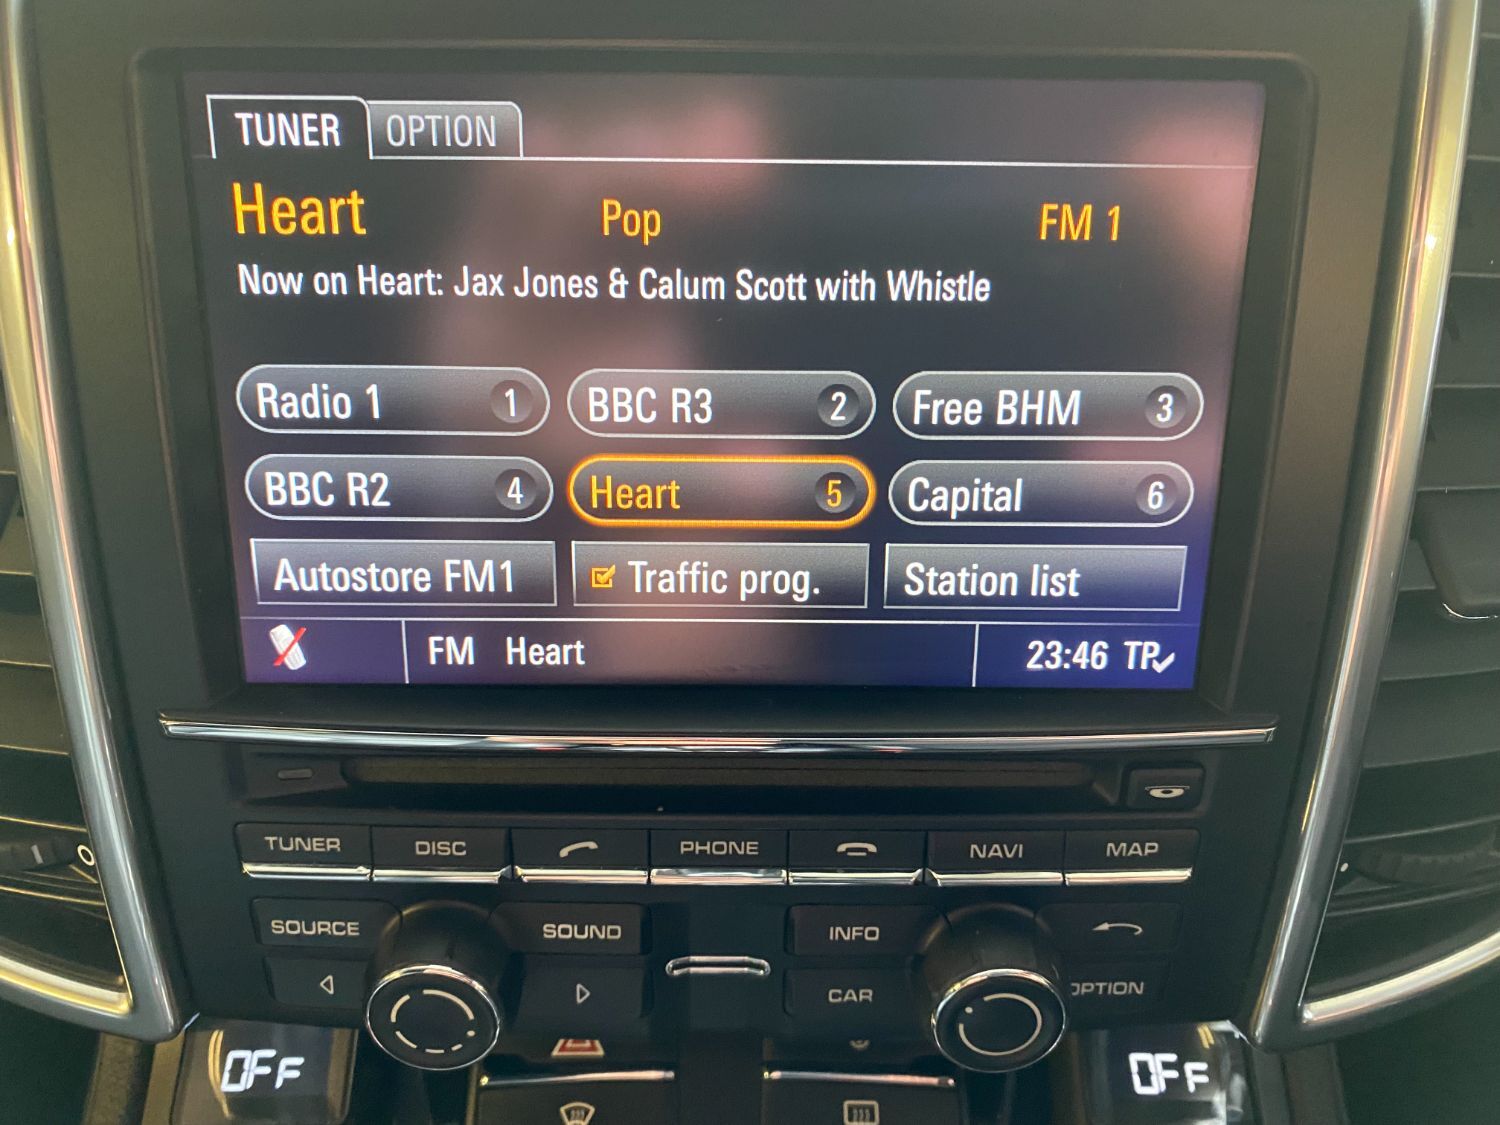 TUNER OPTION
Heart Pop FM 1
Now on Heart: Jax Jones & Calum Scott with Whistle
Radio 1 1 BBC R3 2 Free BHM 3
BBC R2 4 Heart 5 Capital 6
Autostore FM1 Traffic prog. Station list
FM Heart 23:46 TP
TUNER DISC PHONE NAVI MAP
SOURCE SOUND INFO
CAR OPTION
OFF OFF